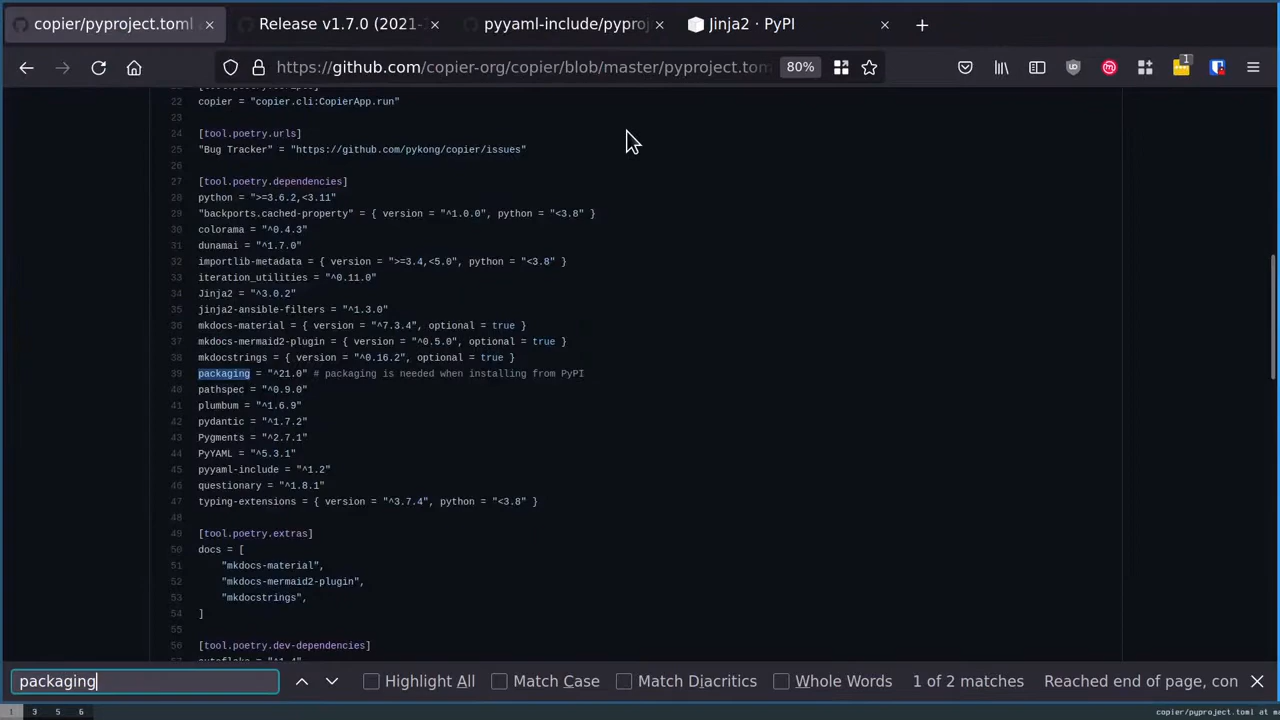 copier/pyproject.toml
Release v1.7.0 (2021-
pyyaml-include/pyproj
Jinja2 · PyPI
https://github.com/copier-org/copier/blob/master/pyproject.tom
80%
1
22 copier = "copier.cli:CopierApp.run"
23
24 [tool.poetry.urls]
25 "Bug Tracker" = "https://github.com/pykong/copier/issues"
26
27 [tool.poetry.dependencies]
28 python = ">=3.6.2,<3.11"
29 "backports.cached-property" = { version = "^1.0.0", python = "<3.8" }
30 colorama = "^0.4.3"
31 dunamai = "^1.7.0"
32 importlib-metadata = { version = ">=3.4,<5.0", python = "<3.8" }
33 iteration_utilities = "^0.11.0"
34 Jinja2 = "^3.0.2"
35 jinja2-ansible-filters = "^1.3.0"
36 mkdocs-material = { version = "^7.3.4", optional = true }
37 mkdocs-mermaid2-plugin = { version = "^0.5.0", optional = true }
38 mkdocstrings = { version = "^0.16.2", optional = true }
39 packaging = "^21.0" # packaging is needed when installing from PyPI
40 pathspec = "^0.9.0"
41 plumbum = "^1.6.9"
42 pydantic = "^1.7.2"
43 Pygments = "^2.7.1"
44 PyYAML = "^5.3.1"
45 pyyaml-include = "^1.2"
46 questionary = "^1.8.1"
47 typing-extensions = { version = "^3.7.4", python = "<3.8" }
48
49 [tool.poetry.extras]
50 docs = [
51 "mkdocs-material",
52 "mkdocs-mermaid2-plugin",
53 "mkdocstrings",
54 ]
55
56 [tool.poetry.dev-dependencies]
packaging
Highlight All
Match Case
Match Diacritics
Whole Words
1 of 2 matches
Reached end of page, con
1 3 5 6
copier/pyproject.toml at m